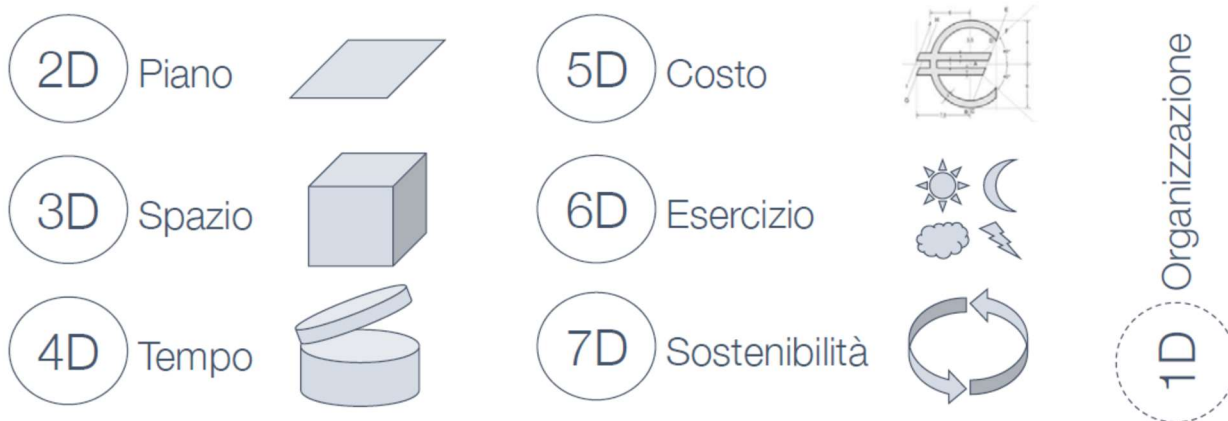 2D Piano
3D Spazio
4D Tempo
5D Costo
6D Esercizio
7D Sostenibilità
1D Organizzazione